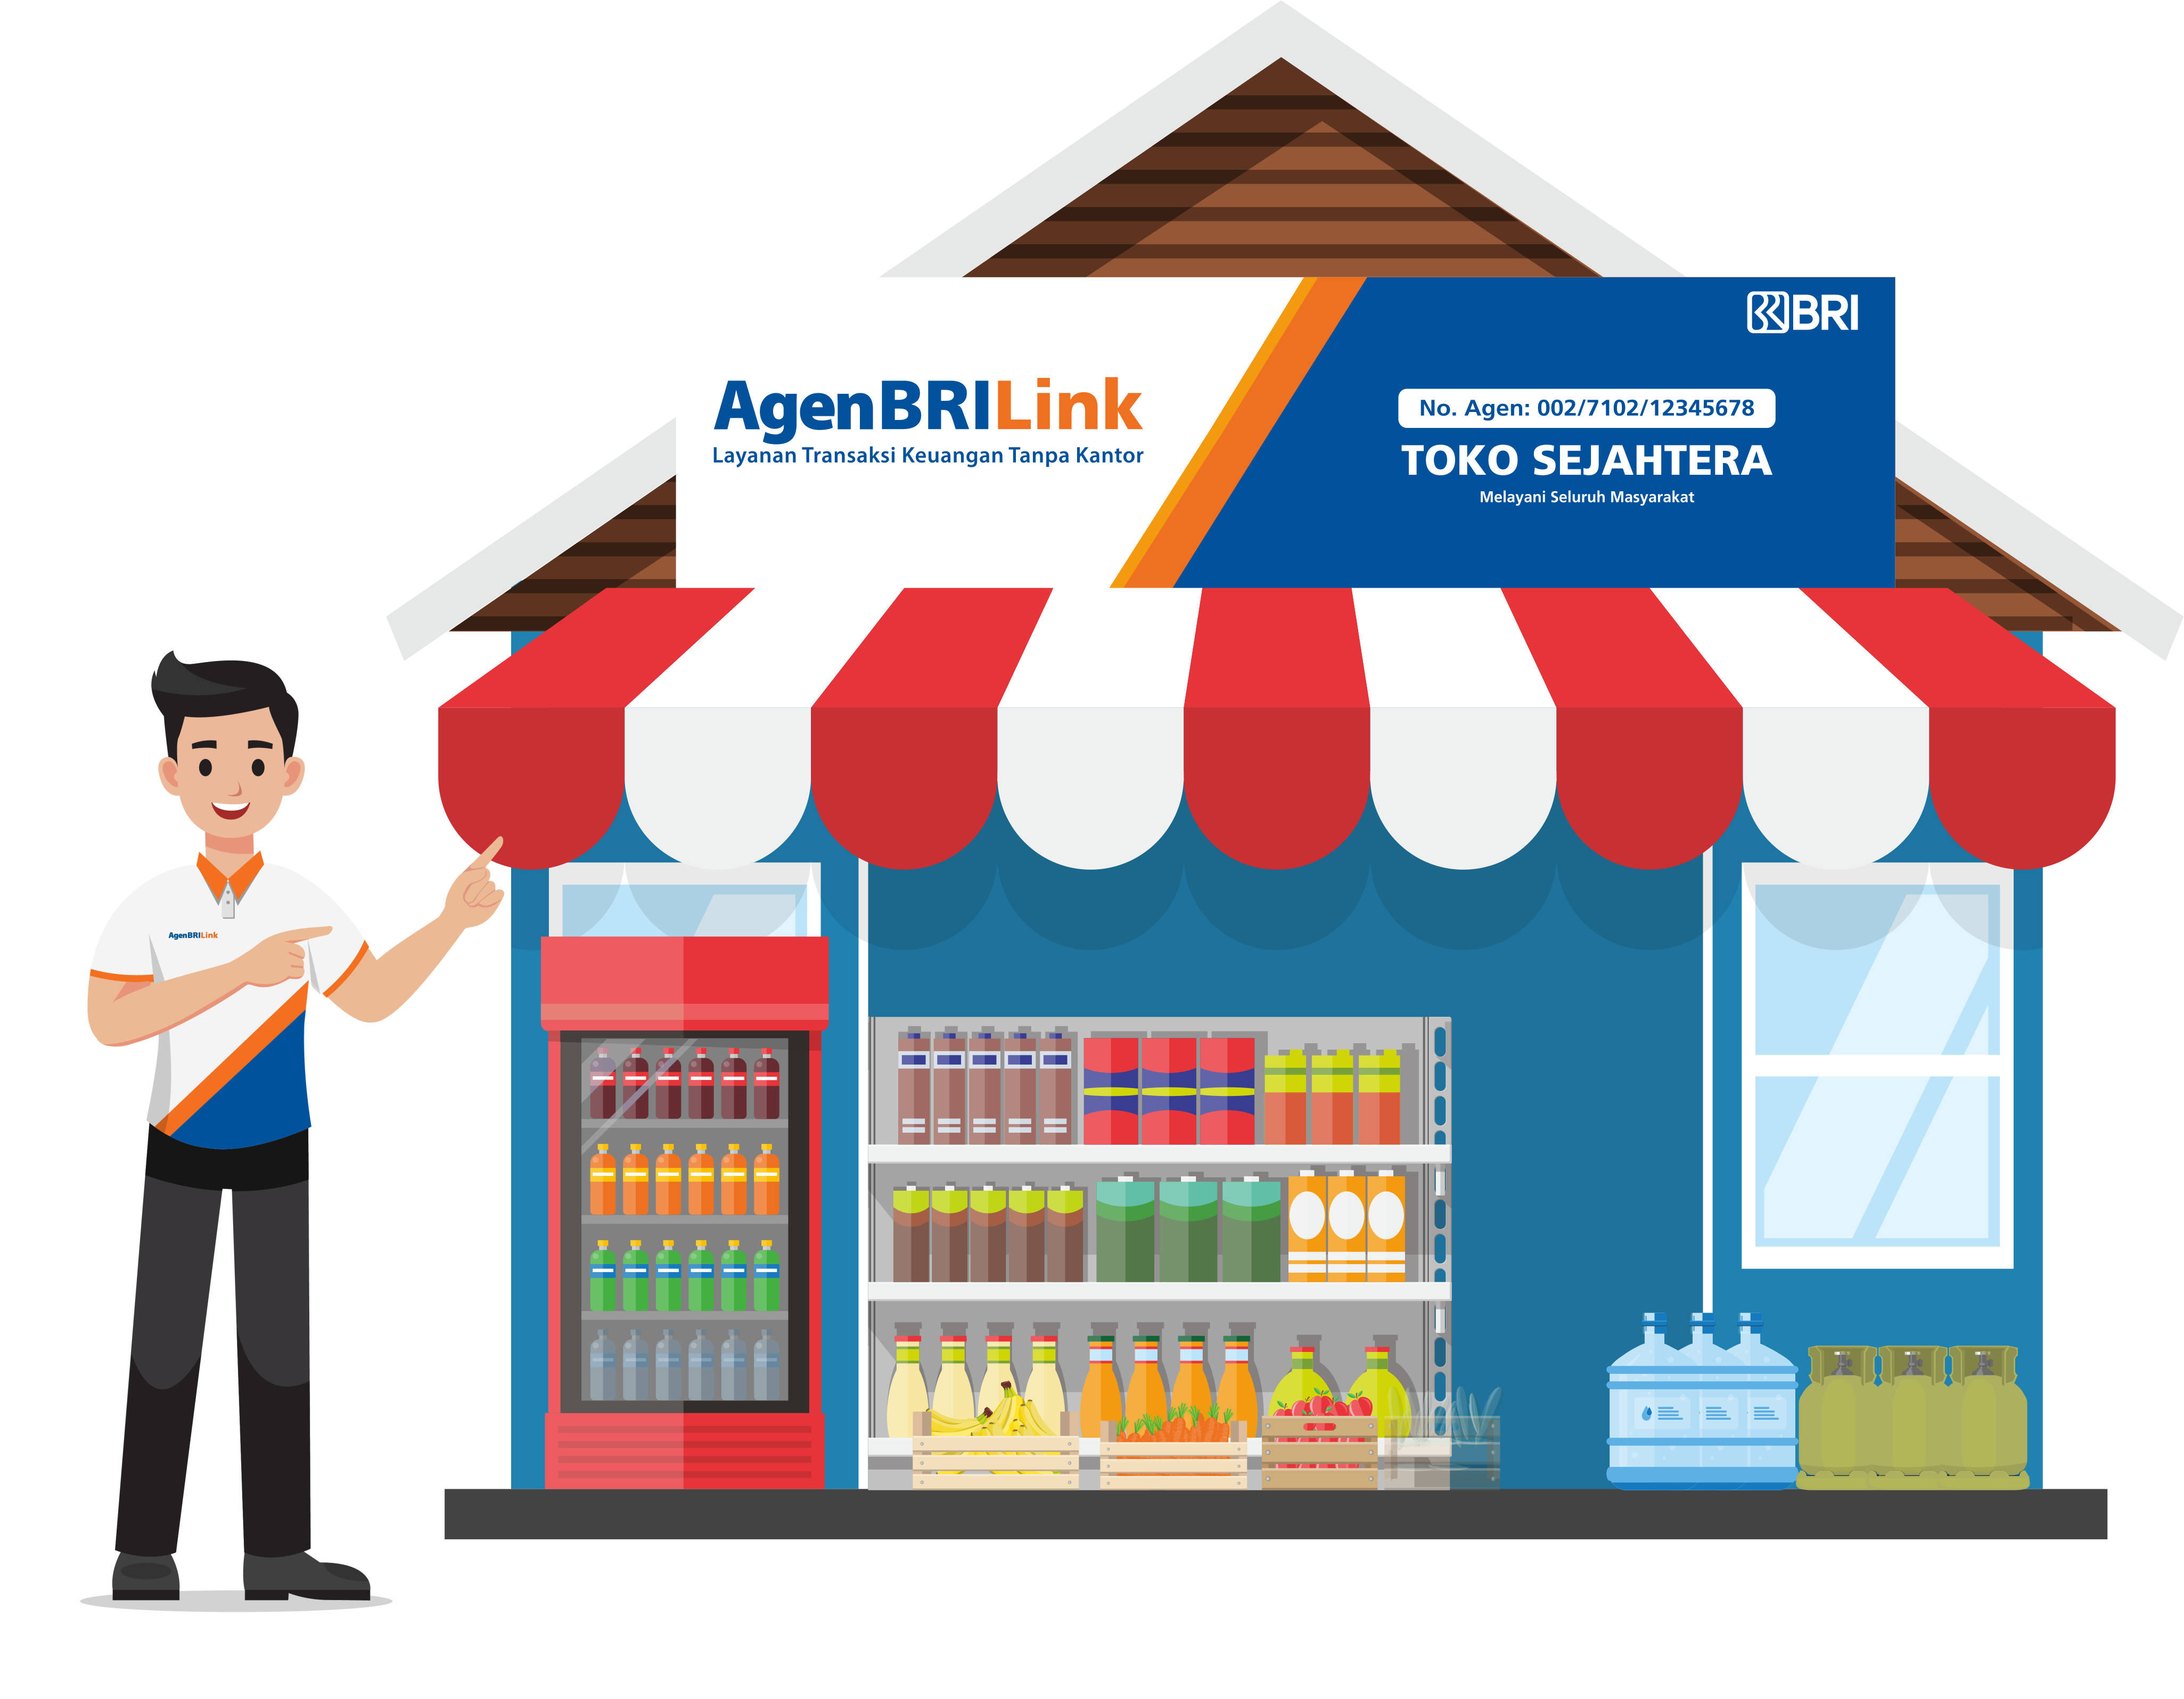 BRI
AgenBRILink
Layanan Transaksi Keuangan Tanpa Kantor
No. Agen: 002/7102/12345678
TOKO SEJAHTERA
Melayani Seluruh Masyarakat
AgenBRILink